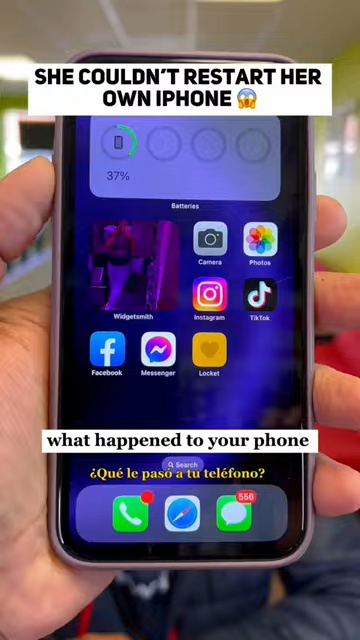 SHE COULDN'T RESTART HER
OWN IPHONE 😱
37%
Batteries
Widgetsmith
Camera
Photos
Instagram
TikTok
Facebook
Messenger
Locket
what happened to your phone
Search
¿Qué le pasó a tu teléfono?
556